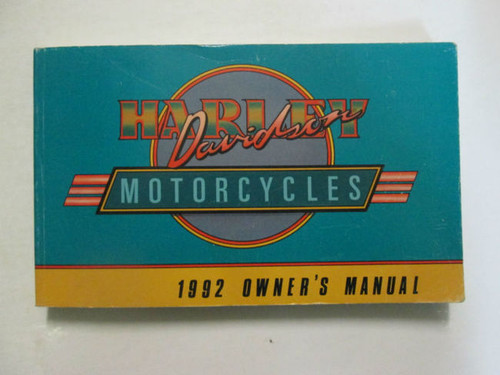 HARLEY
Davidson
MOTORCYCLES
1992 OWNER'S MANUAL